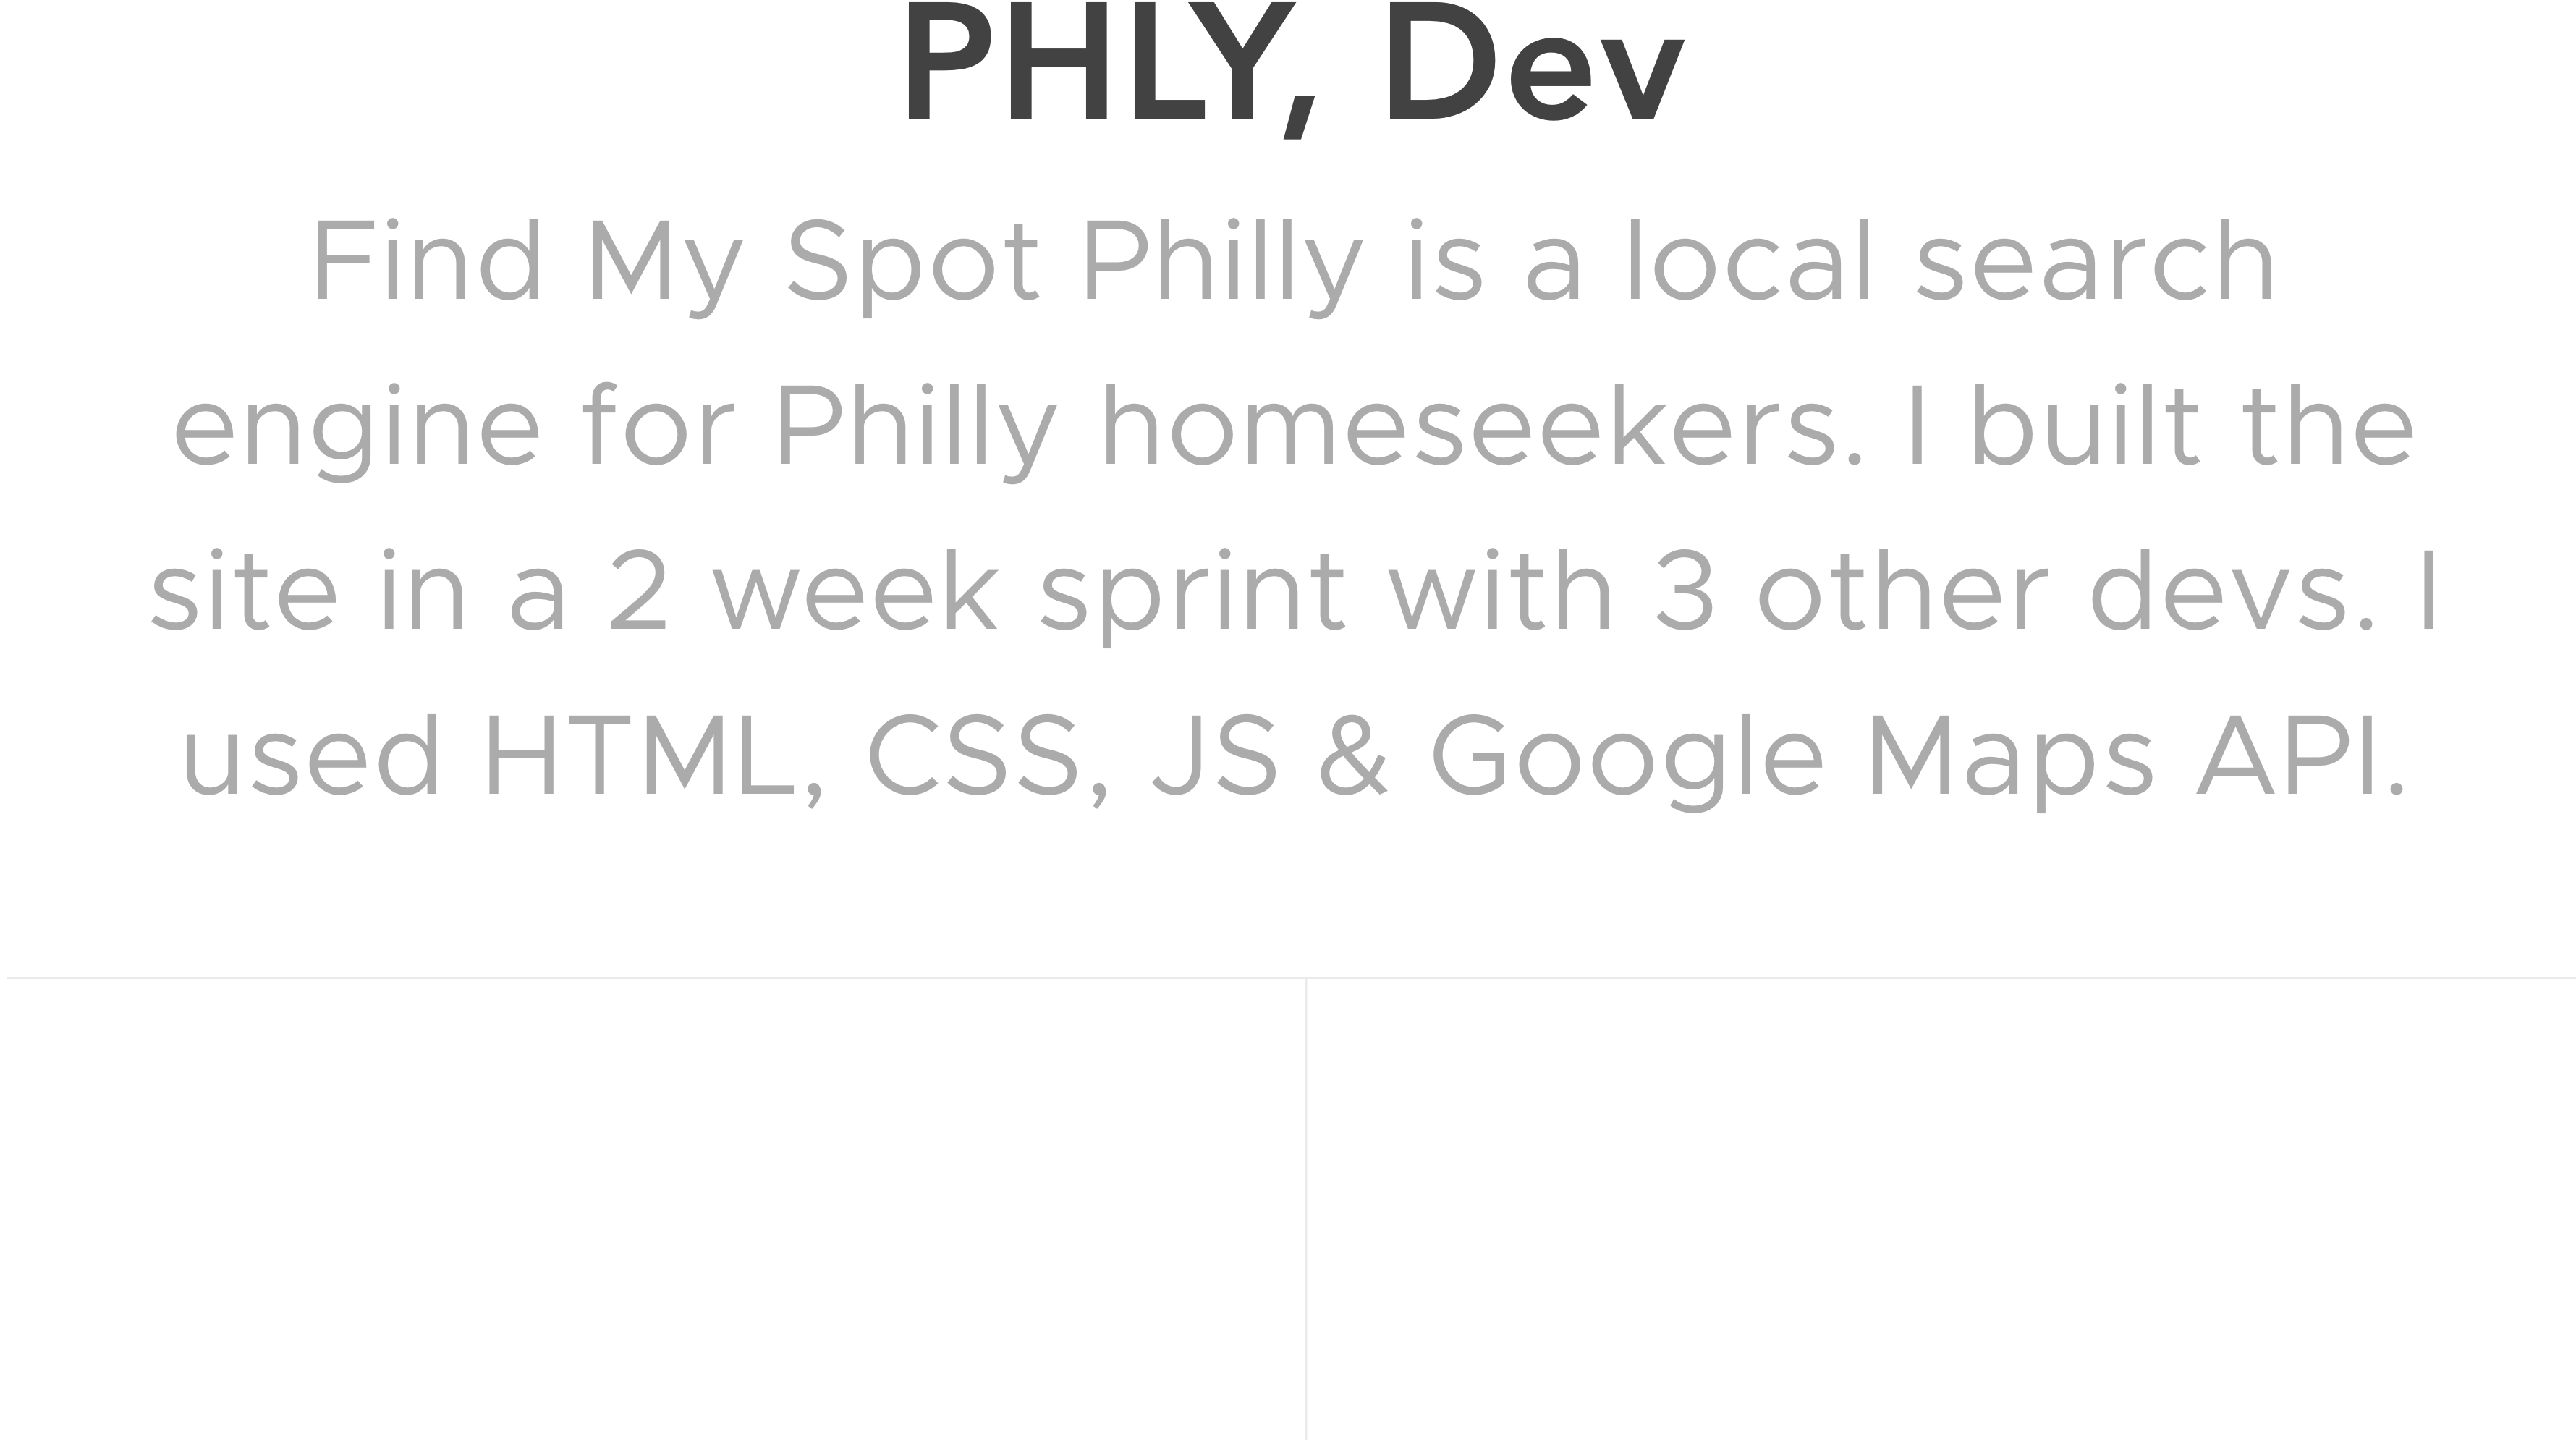 PHLY, Dev
Find My Spot Philly is a local search
engine for Philly homeseekers. I built the
site in a 2 week sprint with 3 other devs. I
used HTML, CSS, JS & Google Maps API.